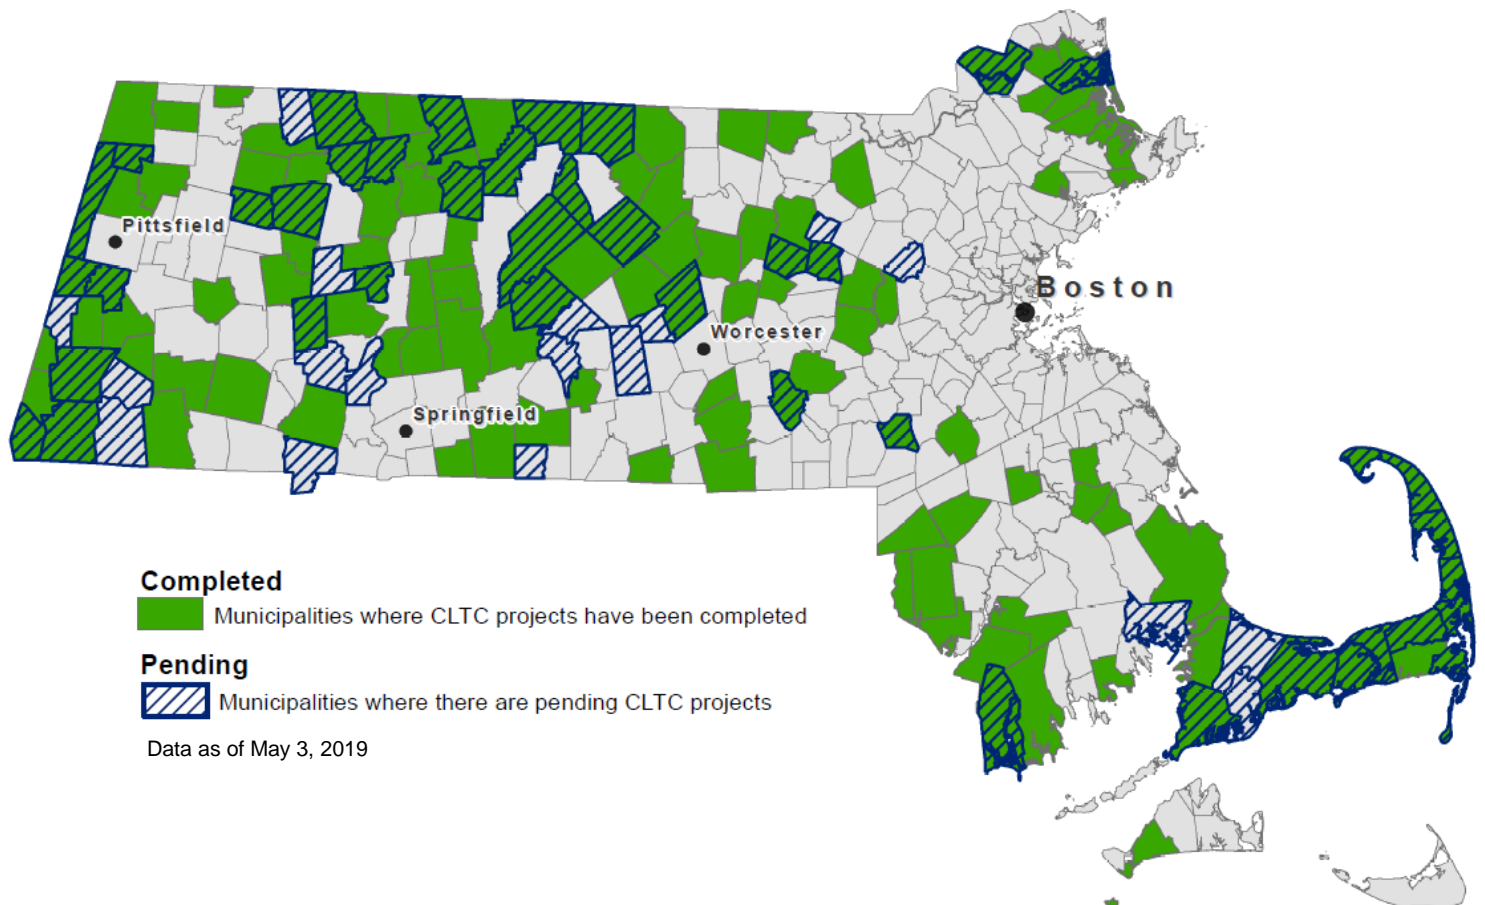 Pittsfield
Boston
Worcester
Springfield
Completed
Municipalities where CLTC projects have been completed
Pending
Municipalities where there are pending CLTC projects
Data as of May 3, 2019